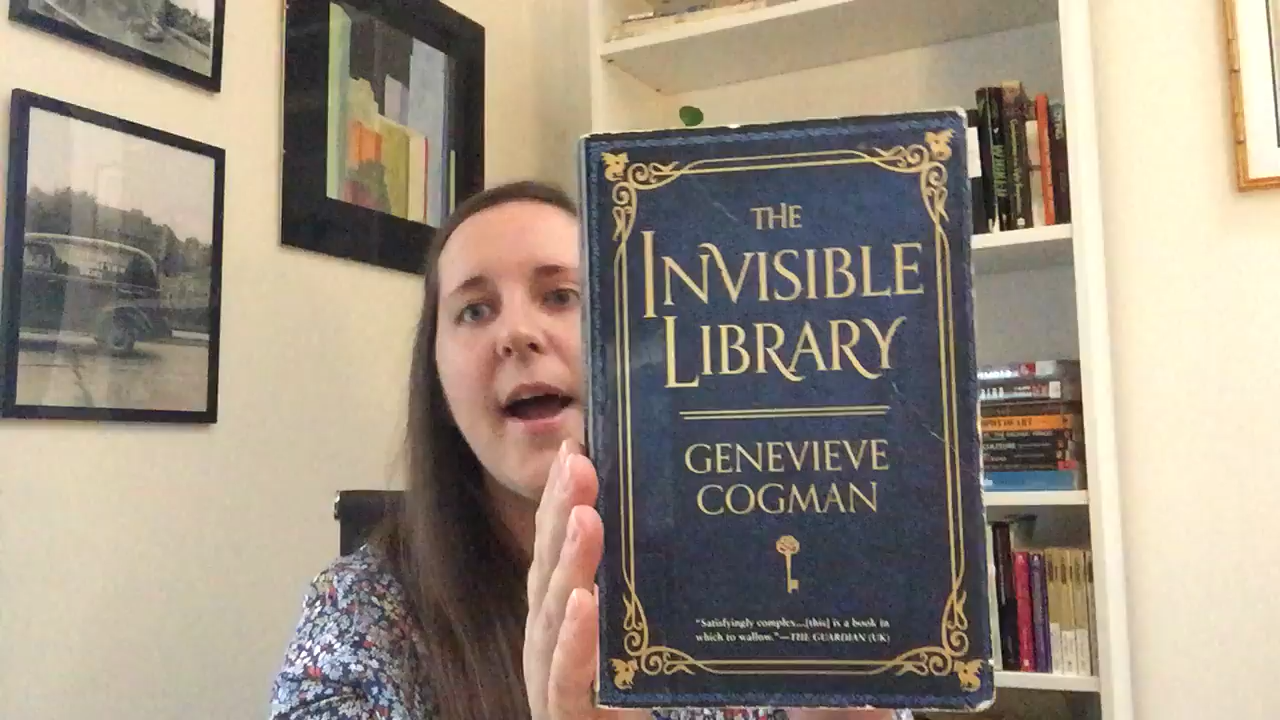 THE
INVISIBLE
LIBRARY
GENEVIEVE
COGMAN
"Satisfyingly complex...[this] is a book in
which to wallow."—THE GUARDIAN (UK)